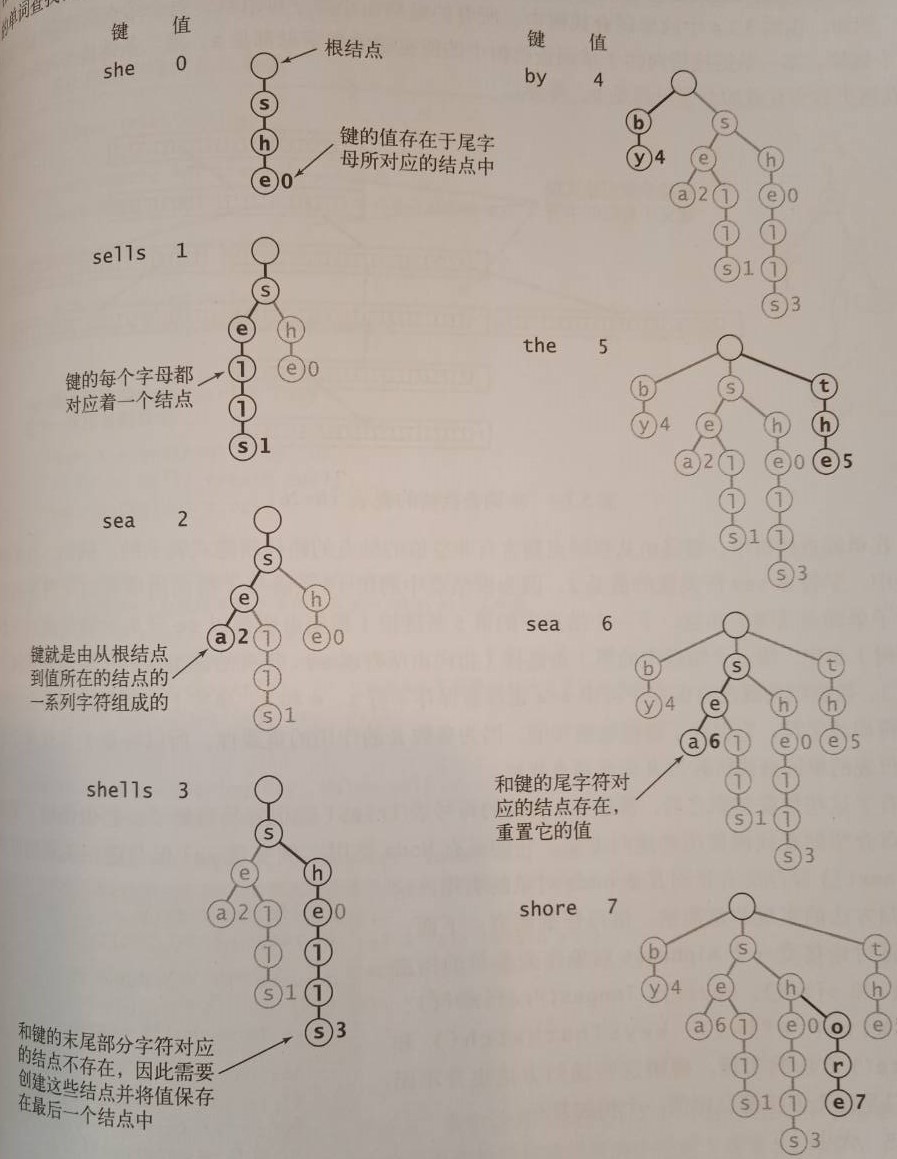 的单词查找
键 值
she 0
根结点
s
h
键的值存在于尾字
母所对应的结点中
e 0
sells 1
s
e h
键的每个字母都
对应着一个结点
l e 0
l
s 1
sea 2
s
e h
键就是由从根结点
到值所在的结点的
一系列字符组成的
a 2 l e 0
l
s 1
shells 3
s
e h
a 2 l e 0
l l
s 1 l
s 3
和键的末尾部分字符对应
的结点不存在，因此需要
创建这些结点并将值保存
在最后一个结点中
键 值
by 4
b s
y 4 e h
a 2 l e 0
l l
s 1 l
s 3
the 5
b s t
y 4 e h h
a 2 l e 0 e 5
l l
s 1 l
s 3
sea 6
b s t
y 4 e h h
a 6 l e 0 e 5
l l
s 1 l
s 3
和键的尾字符对
应的结点存在，
重置它的值
shore 7
b s t
y 4 e h h
a 6 l e 0 o e
l l r
s 1 l e 7
s 3